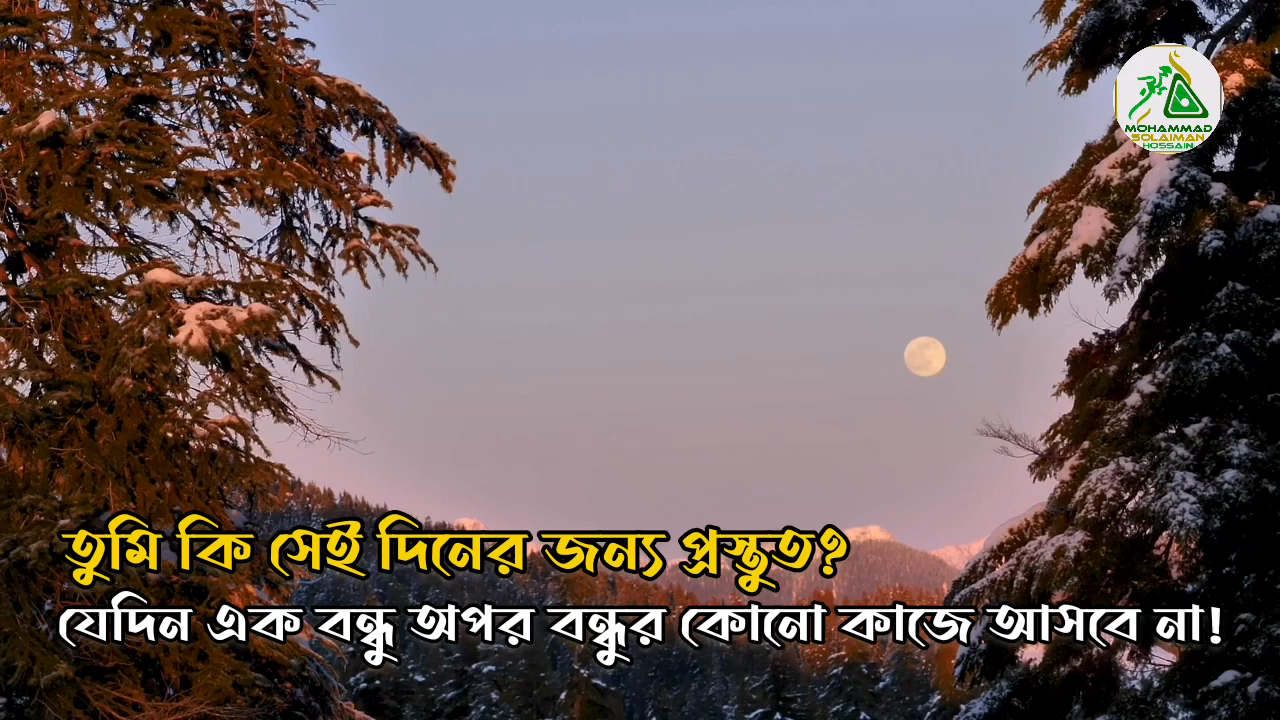 MOHAMMAD
SOLAIMAN
HOSSAIN
তুমি কি সেই দিনের জন্য প্রস্তুত?
যেদিন এক বন্ধু অপর বন্ধুর কোনো কাজে আসবে না!